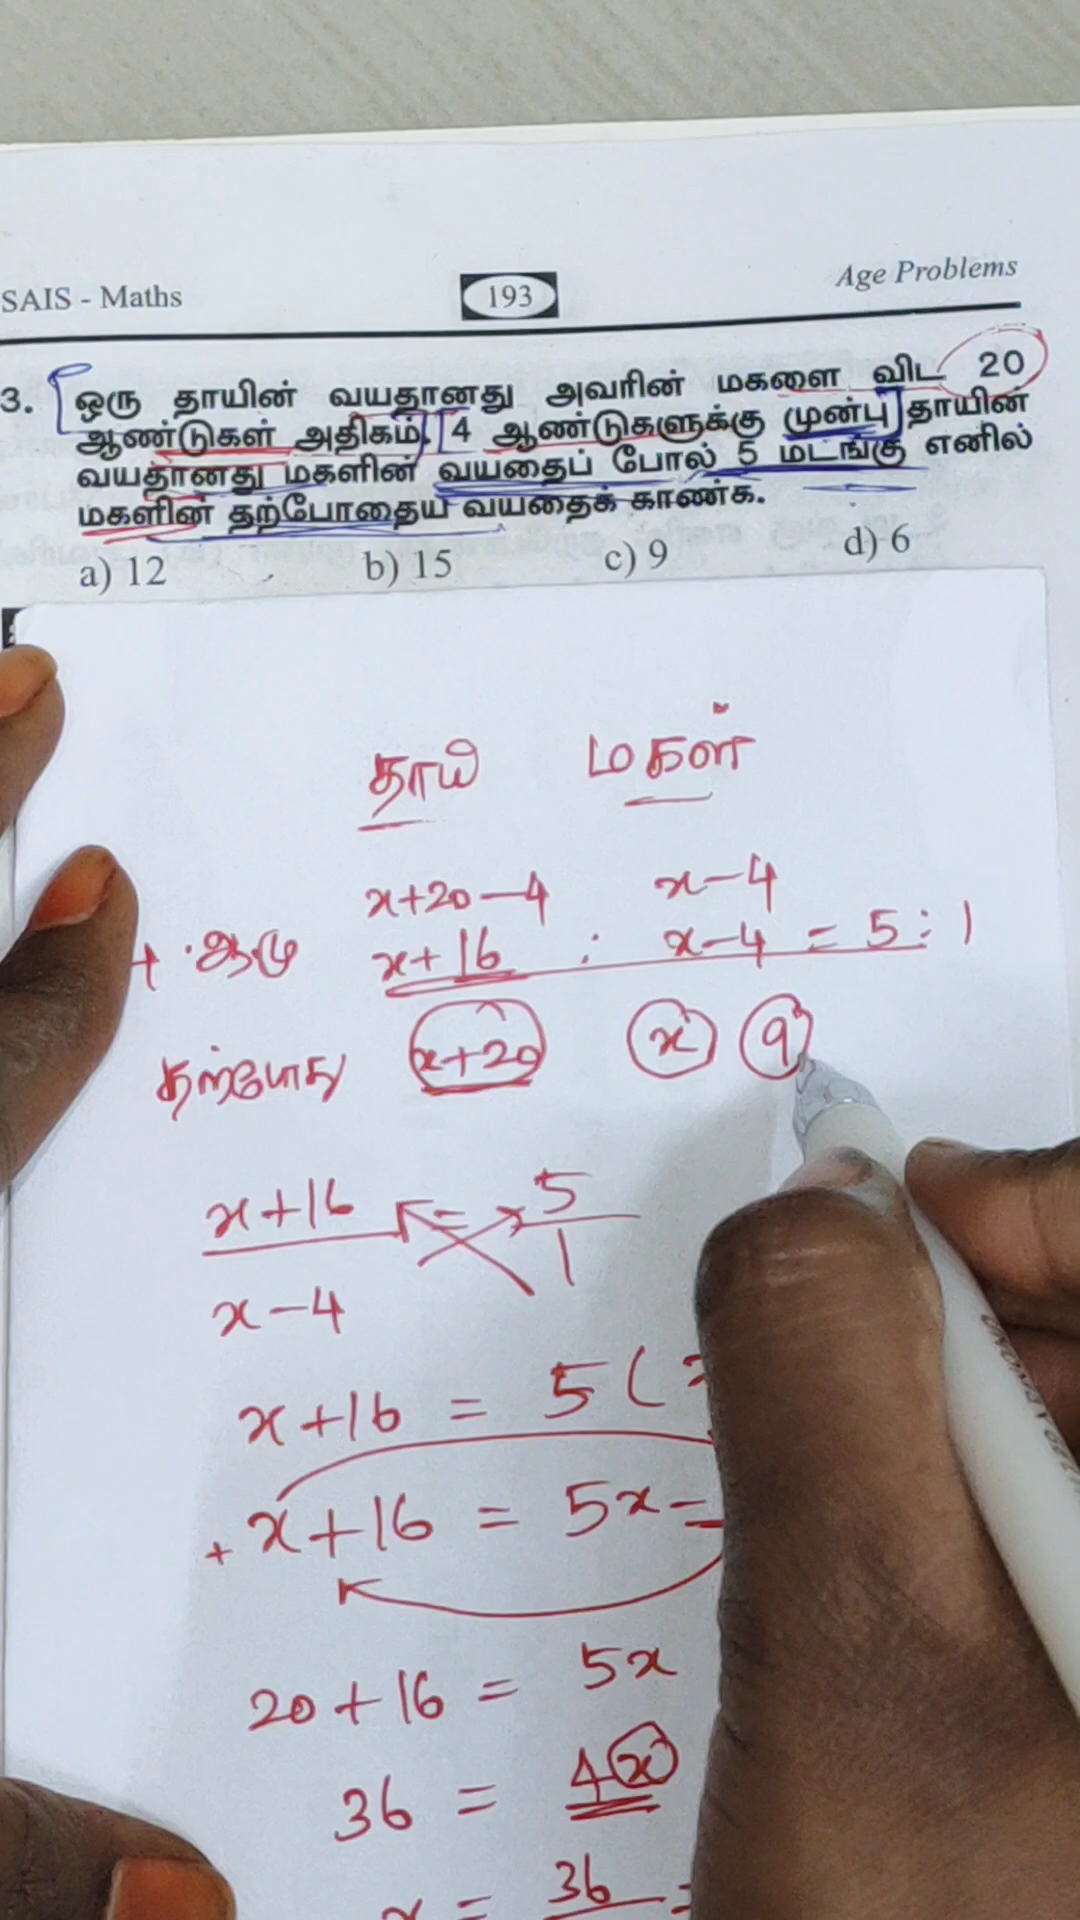 SAIS - Maths 193 Age Problems
3. ஒரு தாயின் வயதானது அவரின் மகளை விட 20
ஆண்டுகள் அதிகம். 4 ஆண்டுகளுக்கு முன்பு தாயின்
வயதானது மகளின் வயதைப் போல் 5 மடங்கு எனில்
மகளின் தற்போதைய வயதைக் காண்க.
a) 12 b) 15 c) 9 d) 6
தாய் மகள்
x+20-4 x-4
x+16 : x-4 = 5:1
தற்போது x+20 x 9
x+16 = 5
x-4 1
x+16 = 5(
x+16 = 5x-
20+16 = 5x
36 = 4x
x = 36